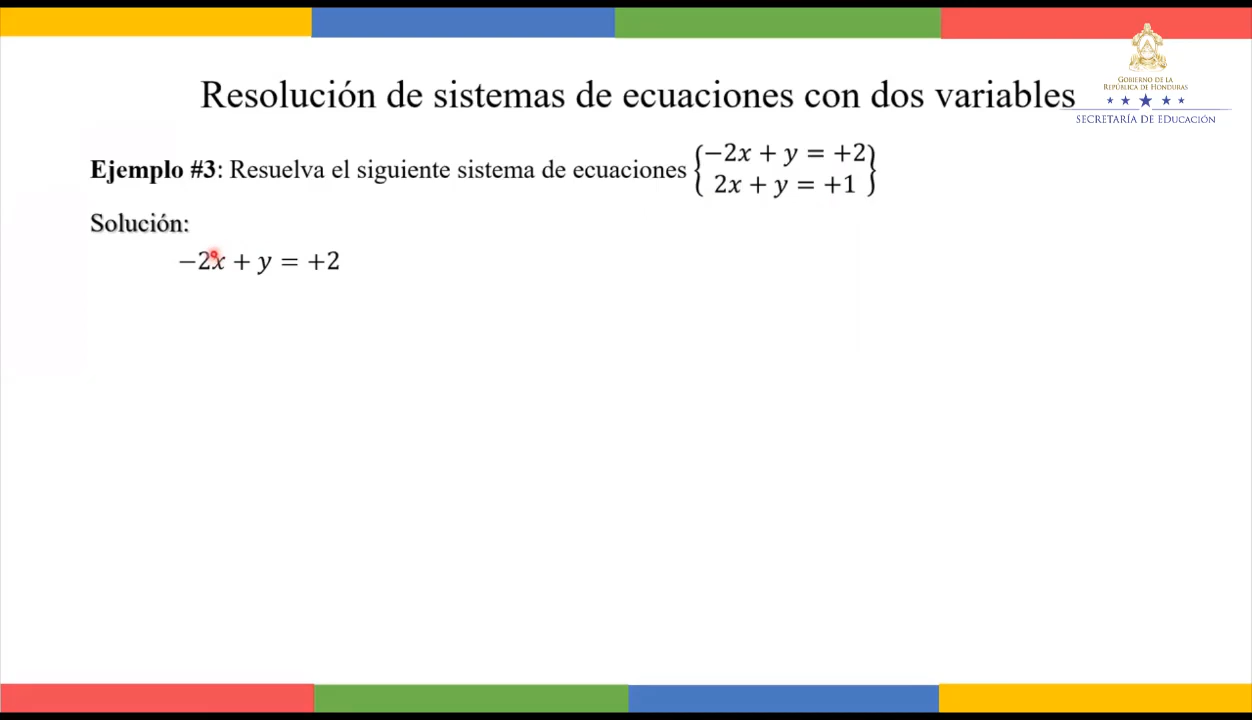 Resolución de sistemas de ecuaciones con dos variables
GOBIERNO DE LA
REPÚBLICA DE HONDURAS
SECRETARÍA DE EDUCACIÓN
Ejemplo #3: Resuelva el siguiente sistema de ecuaciones {−2x + y = +2}
{2x + y = +1}
Solución:
−2x + y = +2